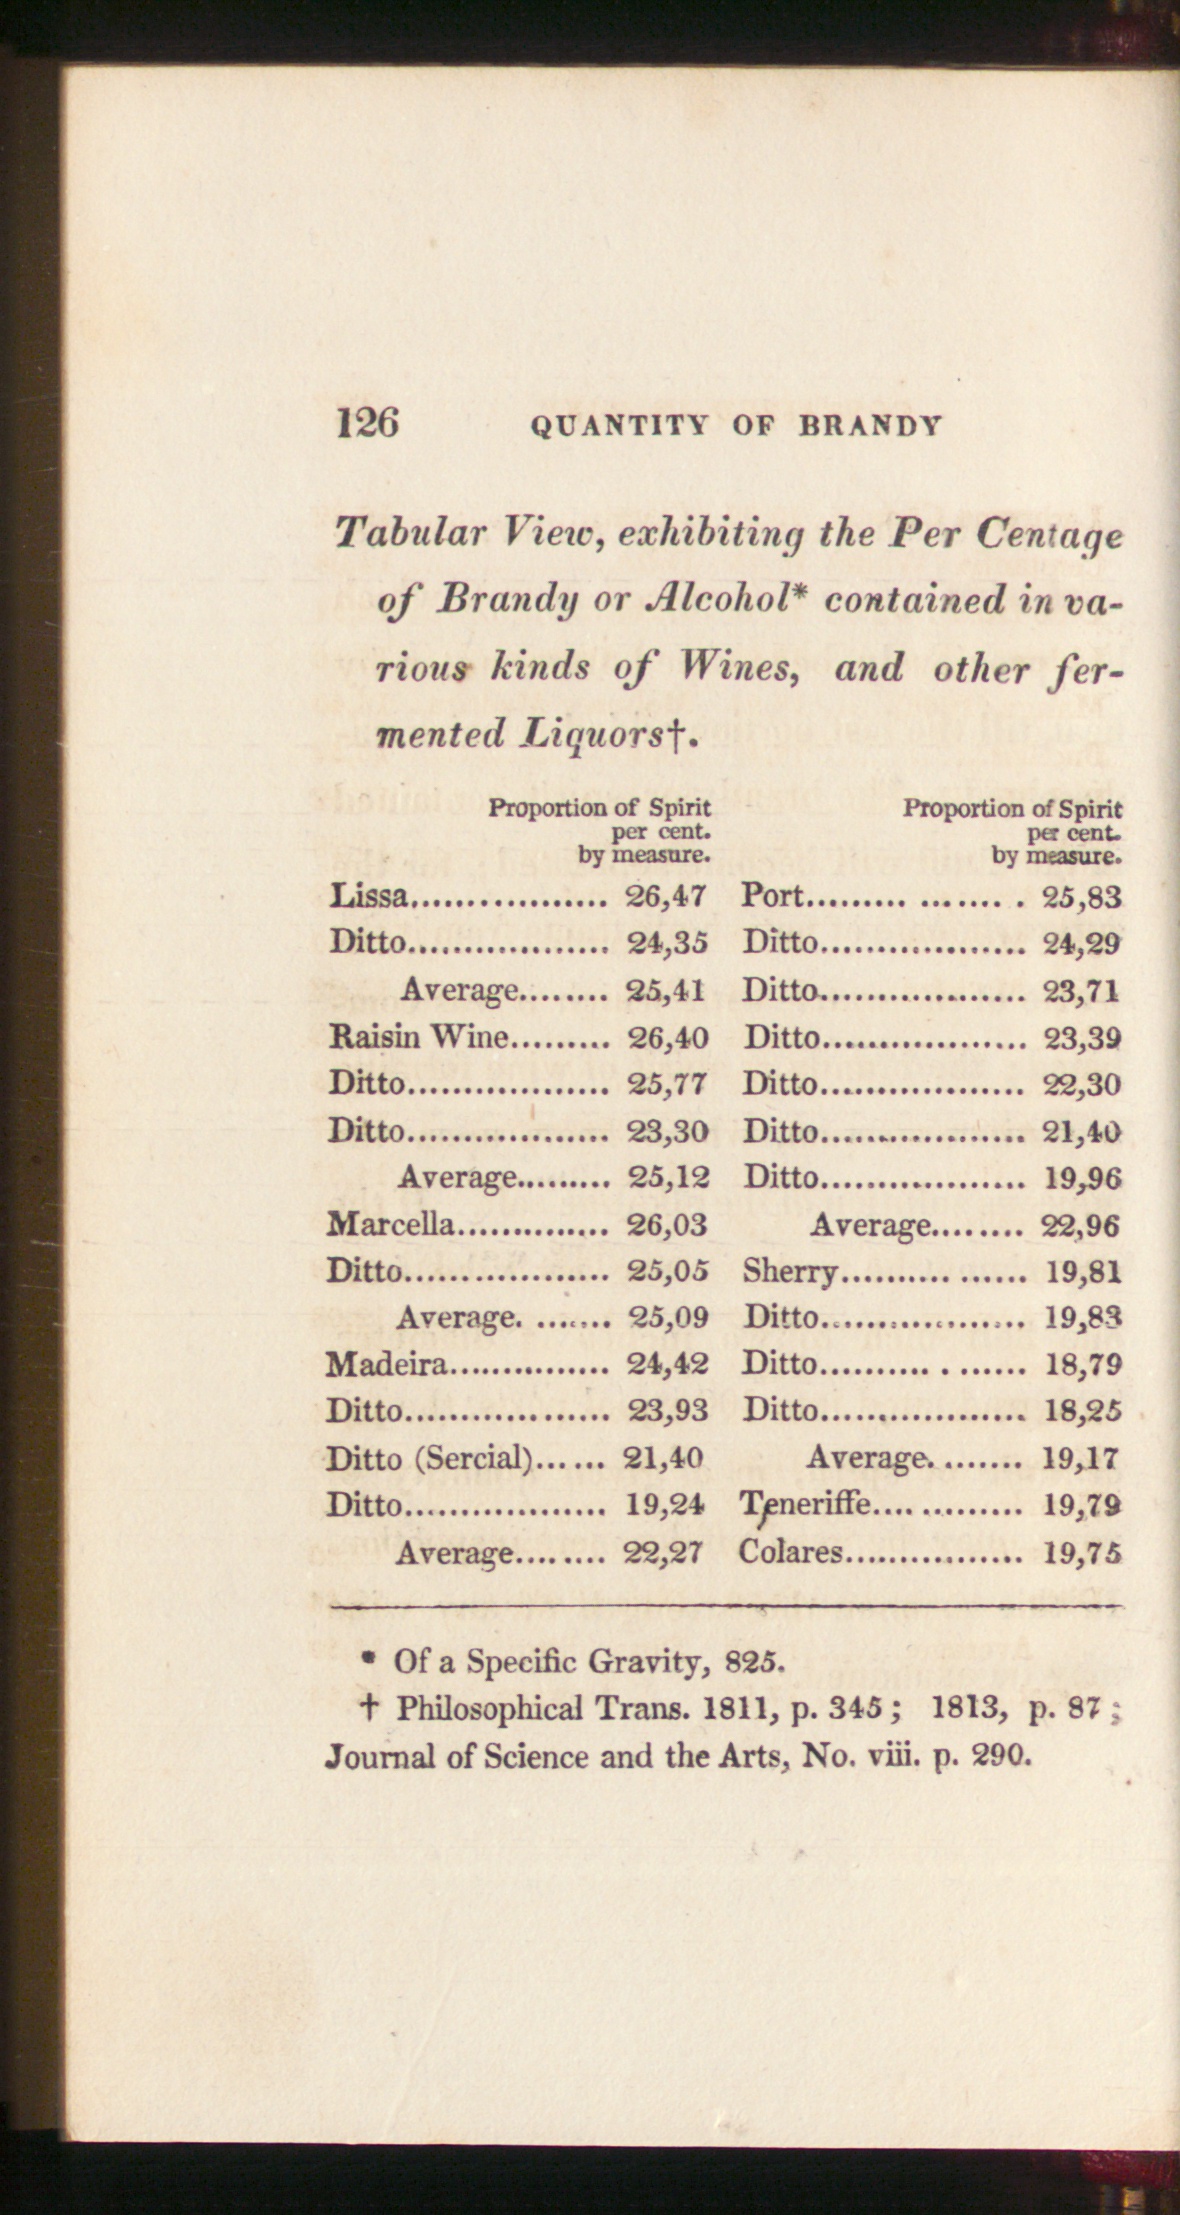 126 QUANTITY OF BRANDY
Tabular View, exhibiting the Per Centage
of Brandy or Alcohol* contained in va-
rious kinds of Wines, and other fer-
mented Liquors†.
Proportion of Spirit
per cent.
by measure.
Lissa.................. 26,47
Ditto.................. 24,35
Average........ 25,41
Raisin Wine......... 26,40
Ditto.................. 25,77
Ditto.................. 23,30
Average......... 25,12
Marcella.............. 26,03
Ditto.................. 25,05
Average. ....... 25,09
Madeira............... 24,42
Ditto.................. 23,93
Ditto (Sercial)...... 21,40
Ditto.................. 19,24
Average........ 22,27
Proportion of Spirit
per cent.
by measure.
Port......... ....... . 25,83
Ditto.................. 24,29
Ditto.................. 23,71
Ditto.................. 23,39
Ditto.................. 22,30
Ditto.................. 21,40
Ditto.................. 19,96
Average........ 22,96
Sherry.......... ...... 19,81
Ditto.................. 19,83
Ditto.......... . ...... 18,79
Ditto.................. 18,25
Average. ....... 19,17
Teneriffe.... ......... 19,79
Colares................ 19,75
* Of a Specific Gravity, 825.
† Philosophical Trans. 1811, p. 345; 1813, p. 87;
Journal of Science and the Arts, No. viii. p. 290.